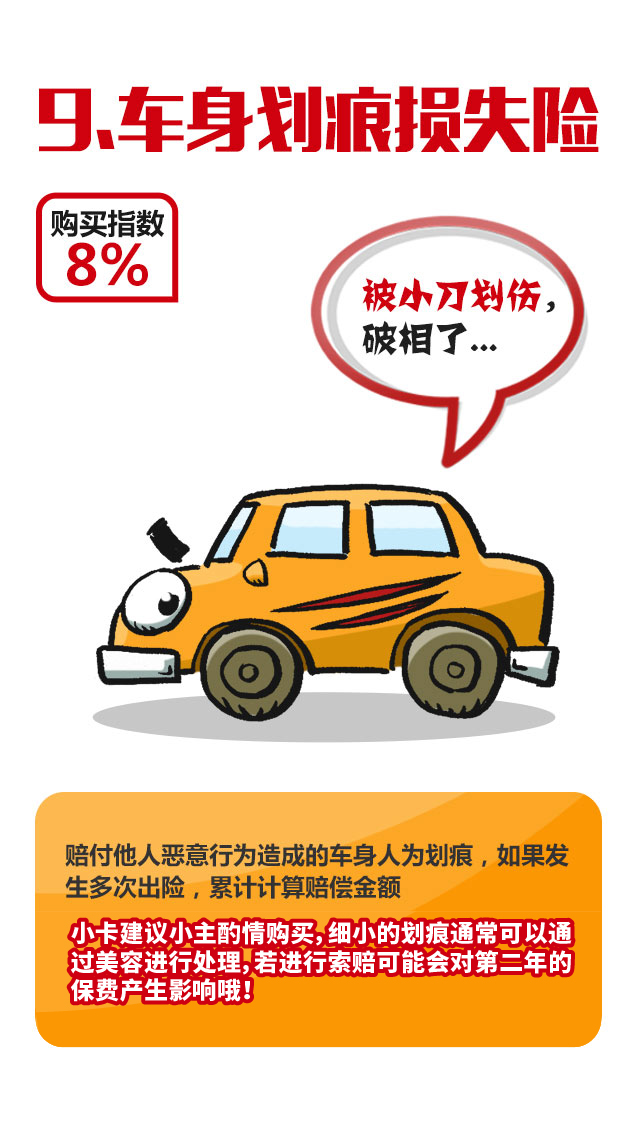 9、车身划痕损失险
购买指数
8%
被小刀划伤，
破相了...
赔付他人恶意行为造成的车身人为划痕，如果发
生多次出险，累计计算赔偿金额
小卡建议小主酌情购买，细小的划痕通常可以通
过美容进行处理，若进行索赔可能会对第二年的
保费产生影响哦！